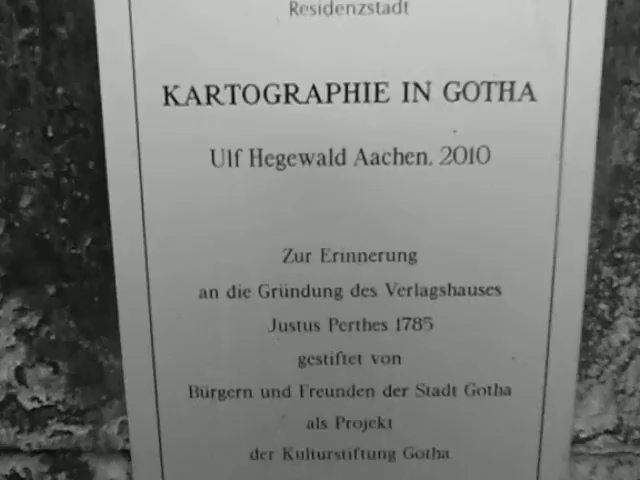 Residenzstadt
KARTOGRAPHIE IN GOTHA
Ulf Hegewald Aachen, 2010
Zur Erinnerung
an die Gründung des Verlagshauses
Justus Perthes 1785
gestiftet von
Bürgern und Freunden der Stadt Gotha
als Projekt
der Kulturstiftung Gotha